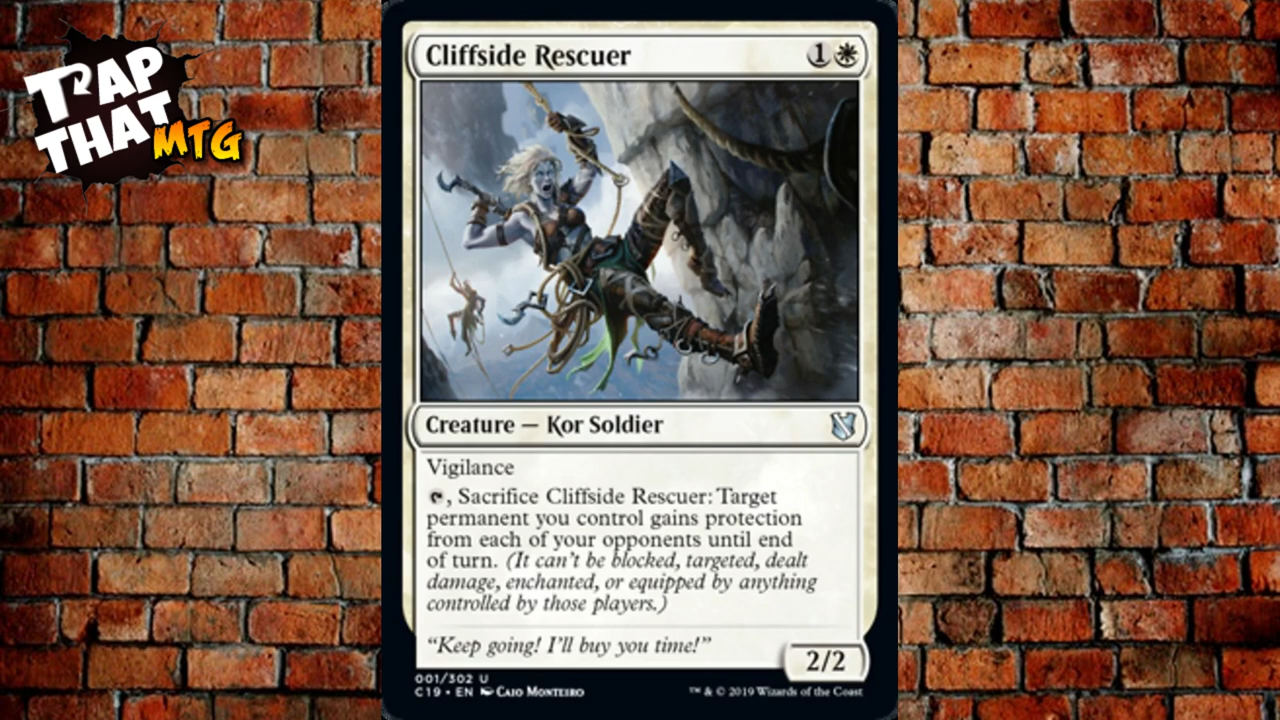 TRAP
THAT
MTG
Cliffside Rescuer 1
Creature — Kor Soldier
Vigilance
, Sacrifice Cliffside Rescuer: Target
permanent you control gains protection
from each of your opponents until end
of turn. (It can't be blocked, targeted, dealt
damage, enchanted, or equipped by anything
controlled by those players.)
“Keep going! I'll buy you time!”
2/2
001/302 U
C19 • EN Caio Monteiro
™ & © 2019 Wizards of the Coast